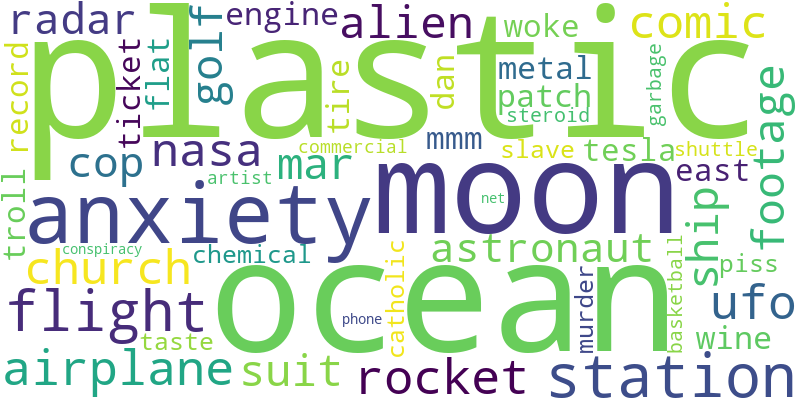 radar
golf
engine
alien
woke
comic
plastic
record
ticket
flat
tire
dan
metal
patch
steroid
garbage
footage
cop
nasa
commercial
mar
mmm
slave
tesla
shuttle
troll
artist
anxiety
moon
net
east
conspiracy
chemical
church
catholic
astronaut
ship
piss
basketball
murder
flight
ocean
phone
ufo
taste
wine
airplane
suit
rocket
station